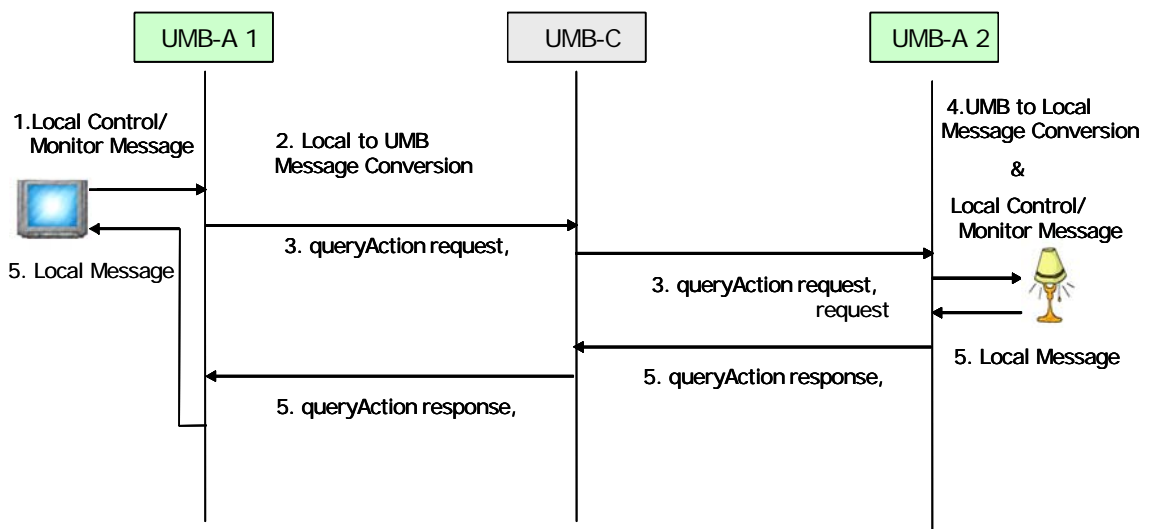 UMB-A 1
UMB-C
UMB-A 2
1.Local Control/
Monitor Message
2. Local to UMB
Message Conversion
4.UMB to Local
Message Conversion
&
Local Control/
Monitor Message
3. queryAction request,
5. Local Message
3. queryAction request,
request
5. Local Message
5. queryAction response,
5. queryAction response,